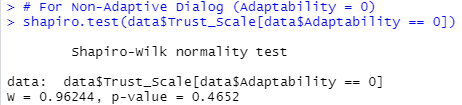 > # For Non-Adaptive Dialog (Adaptability = 0)
> shapiro.test(data$Trust_Scale[data$Adaptability == 0])
Shapiro-Wilk normality test
data:  data$Trust_Scale[data$Adaptability == 0]
W = 0.96244, p-value = 0.4652